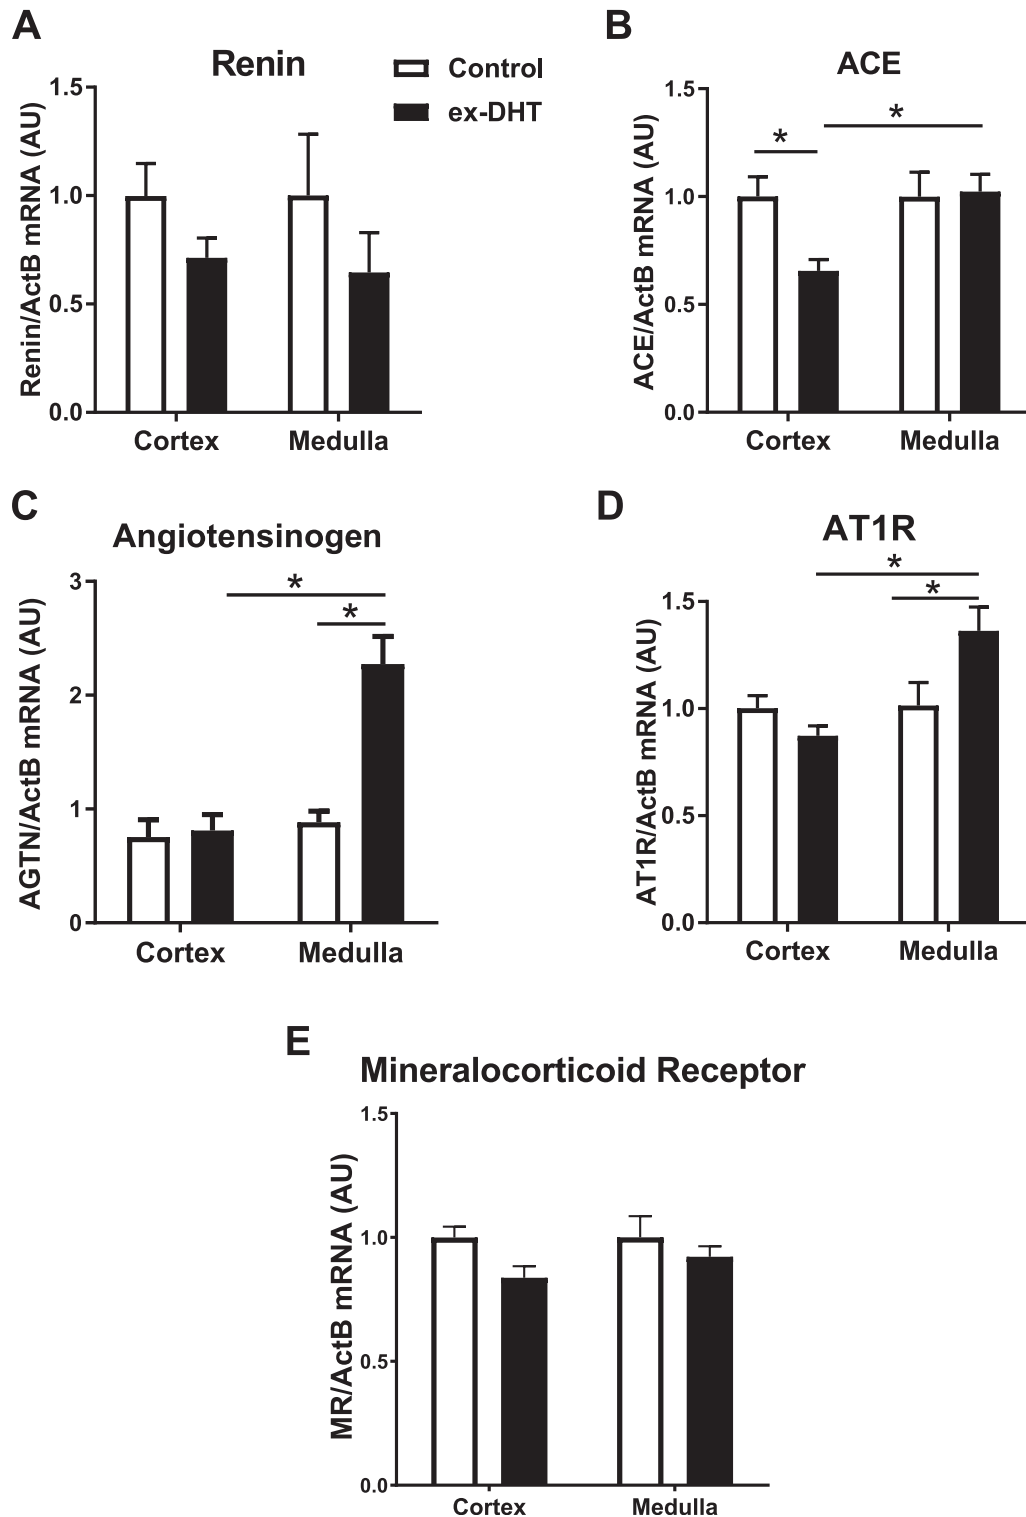 A
Renin
Control
ex-DHT
Renin/ActB mRNA (AU)
1.5
1.0
0.5
0.0
Cortex
Medulla
B
ACE
ACE/ActB mRNA (AU)
1.5
1.0
0.5
0.0
*
*
Cortex
Medulla
C
Angiotensinogen
AGTN/ActB mRNA (AU)
3
2
1
0
*
*
Cortex
Medulla
D
AT1R
AT1R/ActB mRNA (AU)
1.5
1.0
0.5
0.0
*
*
Cortex
Medulla
E
Mineralocorticoid Receptor
MR/ActB mRNA (AU)
1.5
1.0
0.5
0.0
Cortex
Medulla